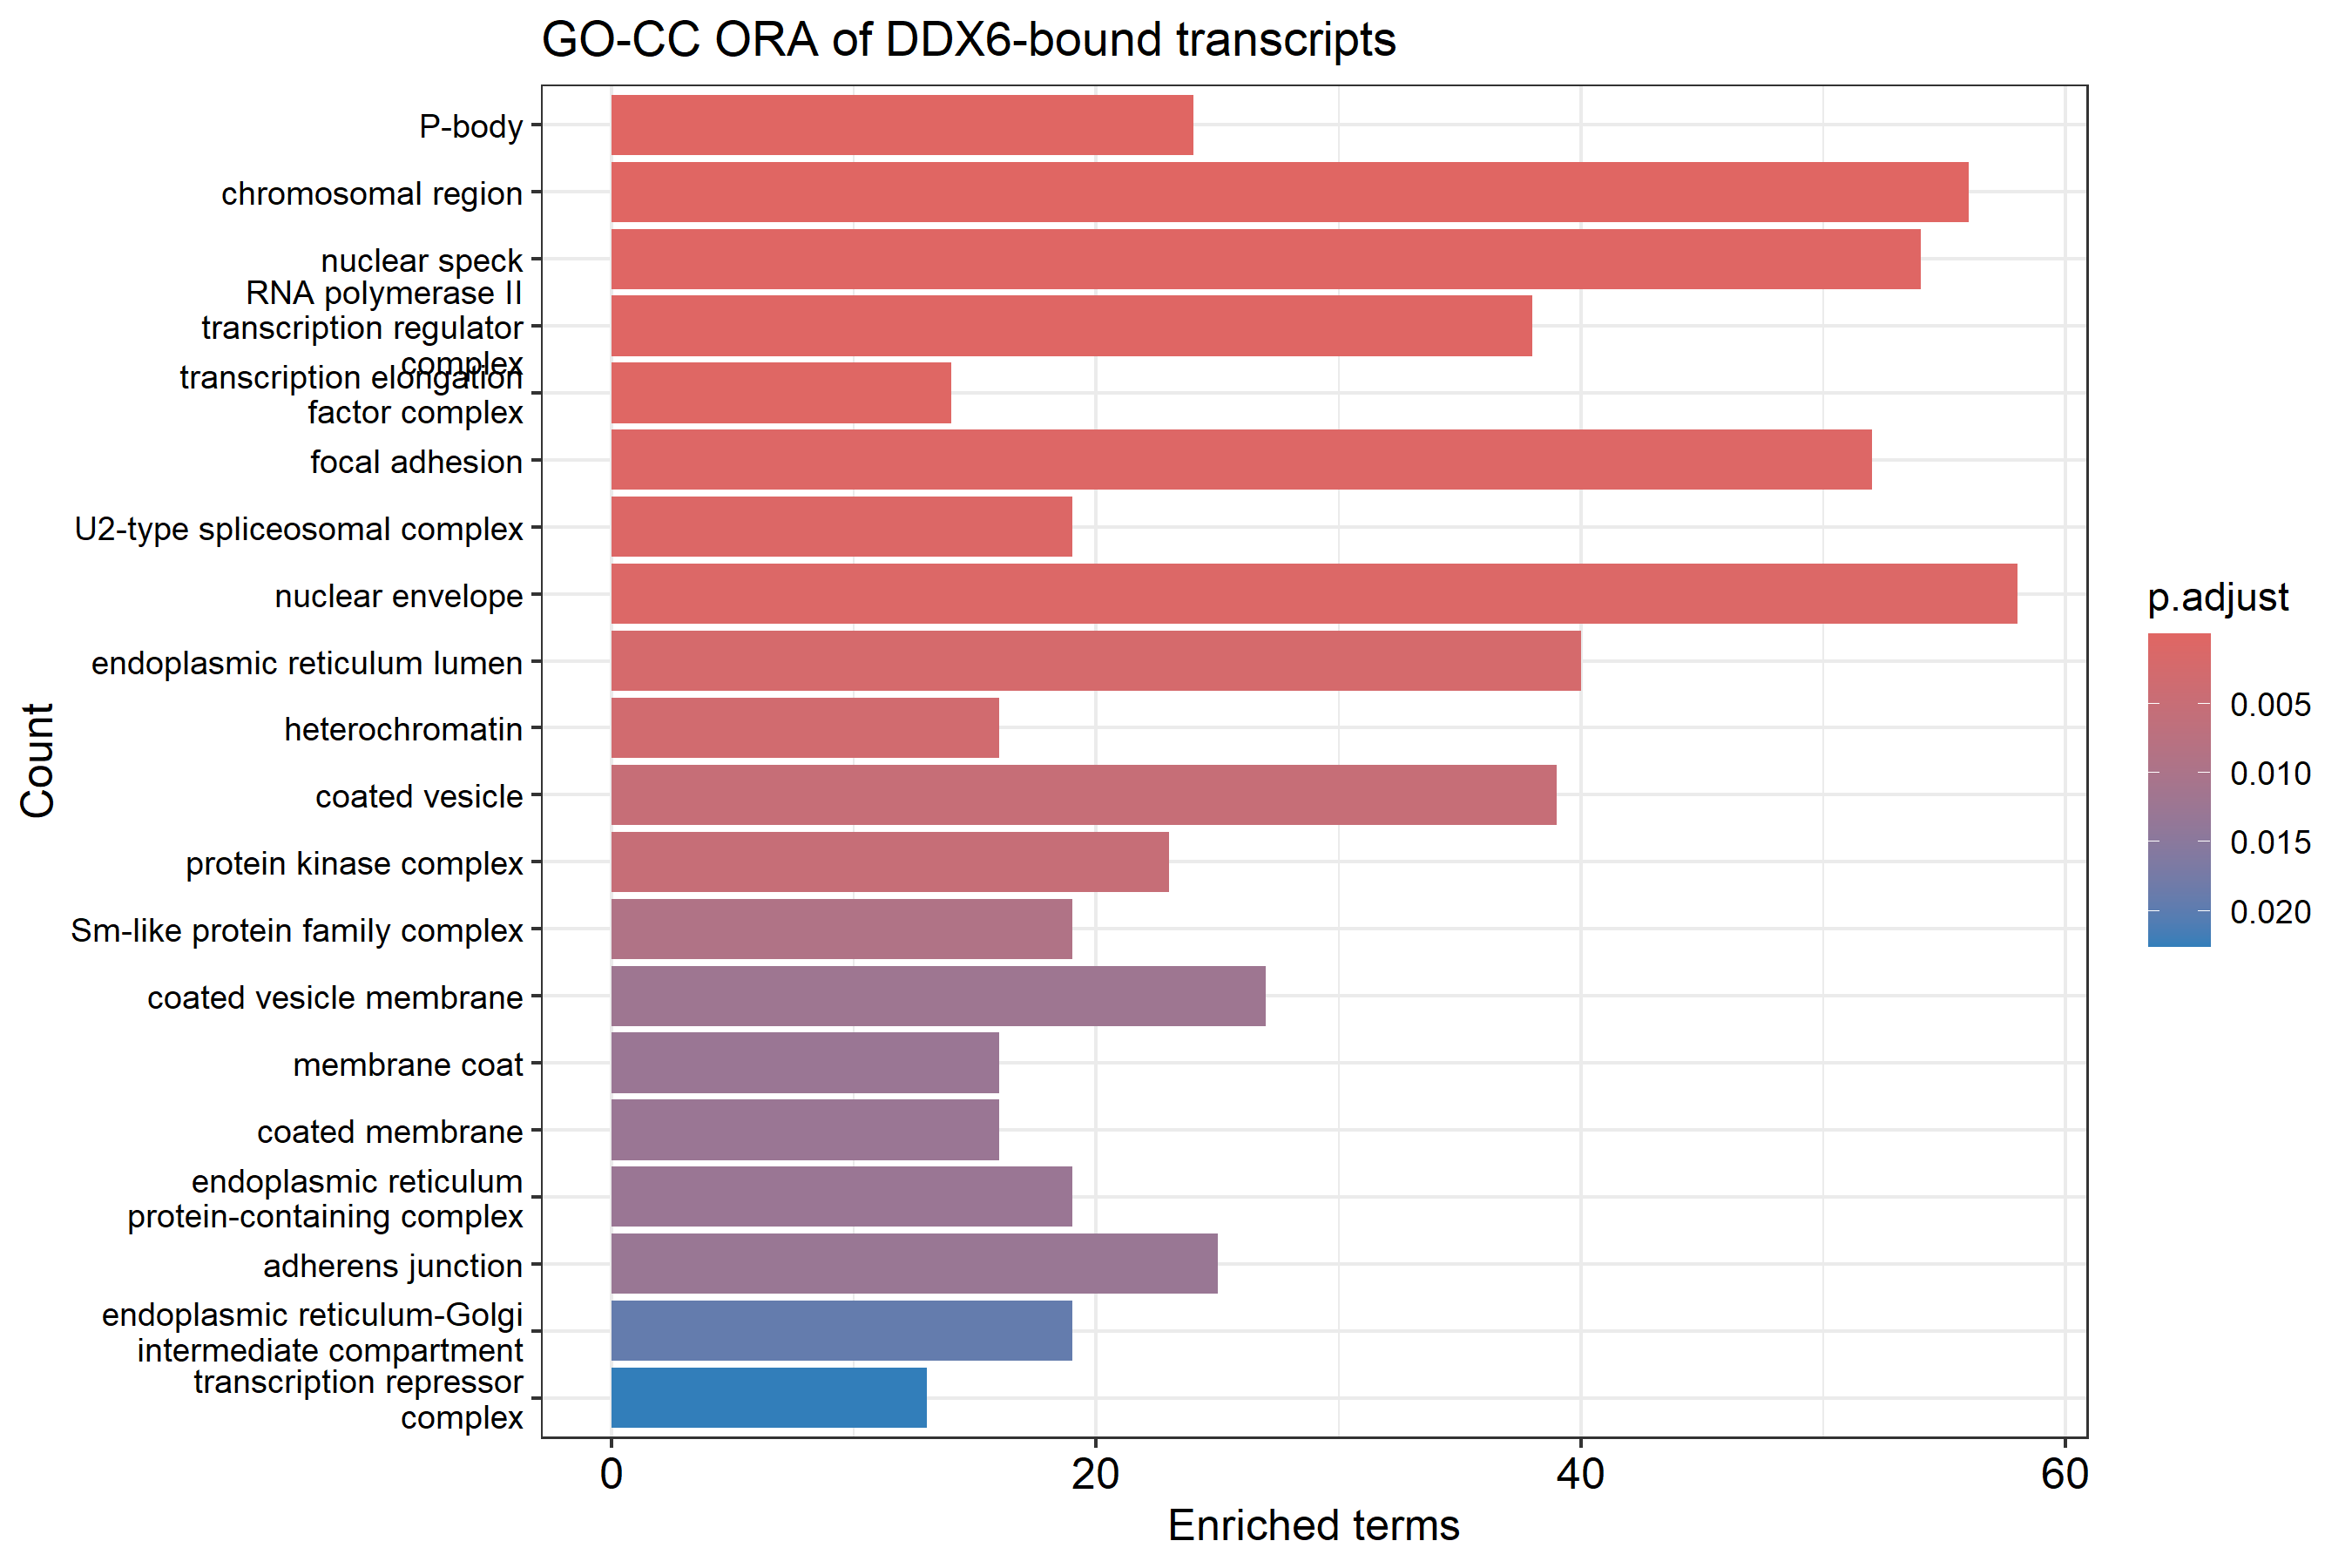 GO-CC ORA of DDX6-bound transcripts
P-body
chromosomal region
nuclear speck
RNA polymerase II
transcription regulator
complex
transcription elongation
factor complex
focal adhesion
U2-type spliceosomal complex
nuclear envelope
endoplasmic reticulum lumen
heterochromatin
coated vesicle
protein kinase complex
Sm-like protein family complex
coated vesicle membrane
membrane coat
coated membrane
endoplasmic reticulum
protein-containing complex
adherens junction
endoplasmic reticulum-Golgi
intermediate compartment
transcription repressor
complex
Count
0 20 40 60
Enriched terms
p.adjust
0.005
0.010
0.015
0.020